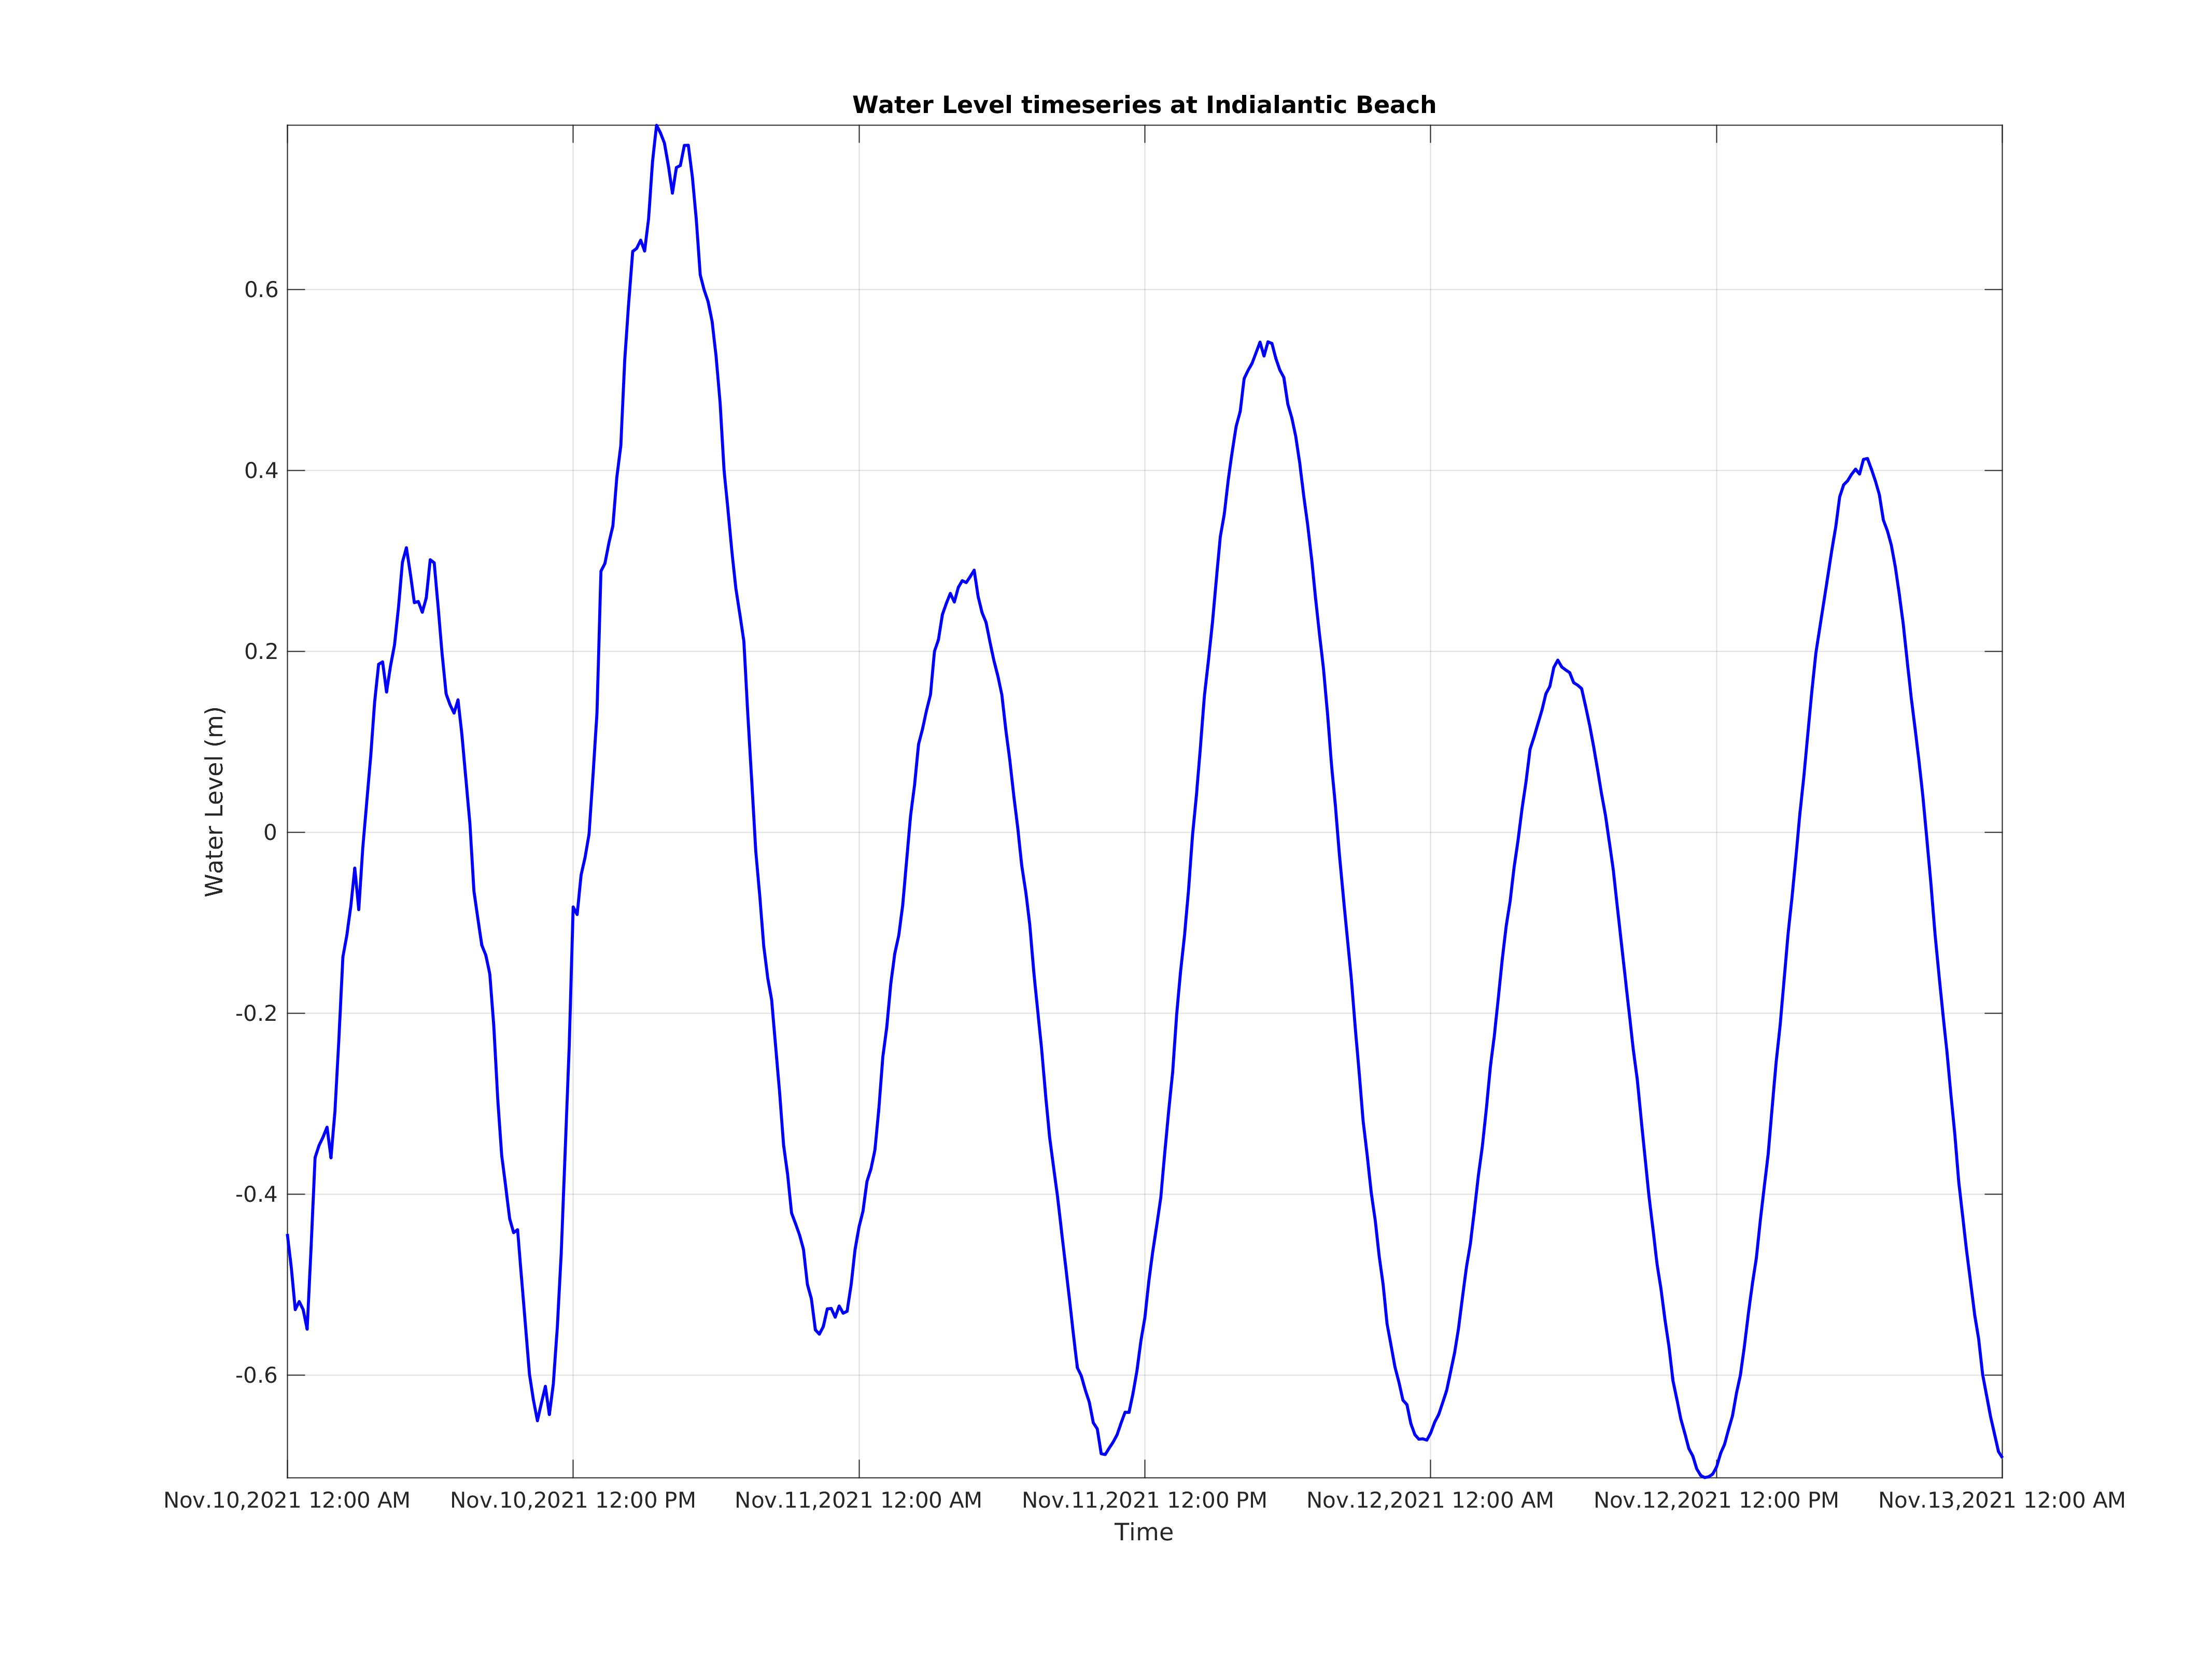 Water Level timeseries at Indialantic Beach
0.6
0.4
0.2
0
-0.2
-0.4
-0.6
Water Level (m)
Nov.10,2021 12:00 AM
Nov.10,2021 12:00 PM
Nov.11,2021 12:00 AM
Nov.11,2021 12:00 PM
Nov.12,2021 12:00 AM
Nov.12,2021 12:00 PM
Nov.13,2021 12:00 AM
Time